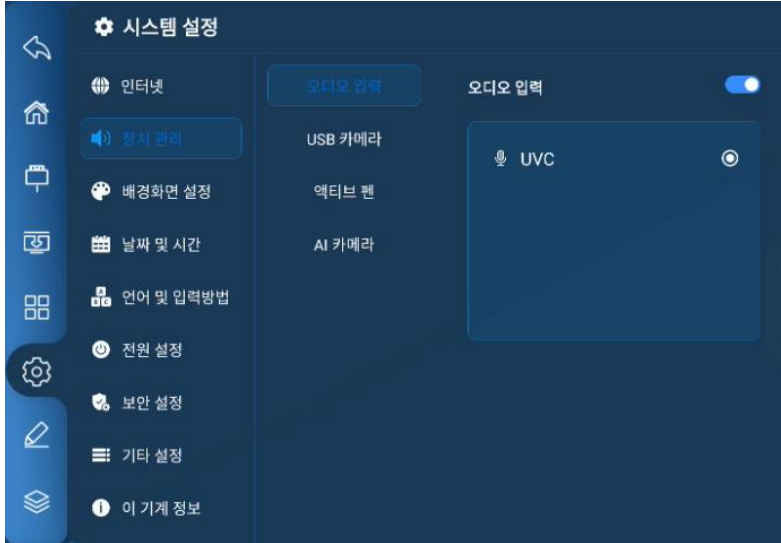 시스템 설정
인터넷
장치 관리
배경화면 설정
날짜 및 시간
언어 및 입력방법
전원 설정
보안 설정
기타 설정
이 기계 정보
오디오 입력
USB 카메라
액티브 펜
AI 카메라
오디오 입력
UVC